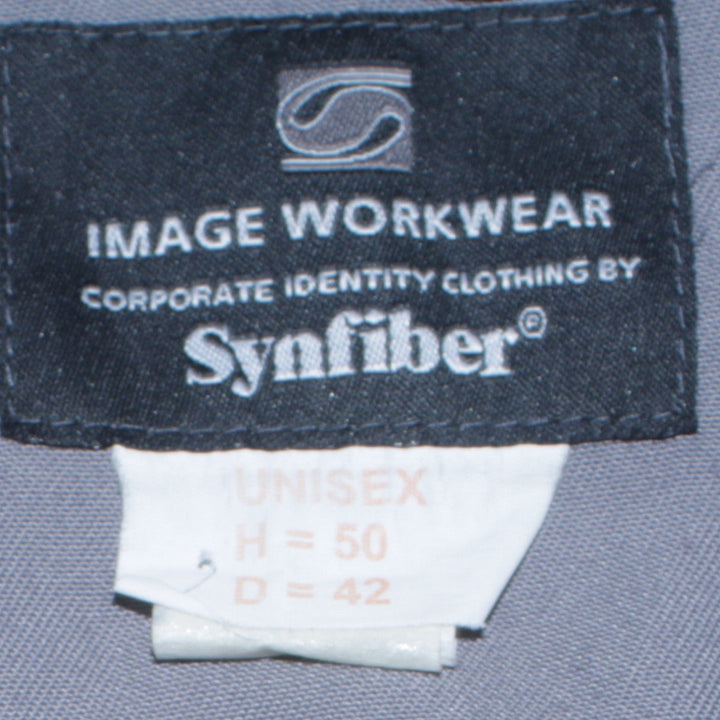 IMAGE WORKWEAR
CORPORATE IDENTITY CLOTHING BY
Synfiber®
UNISEX
H = 50
D = 42